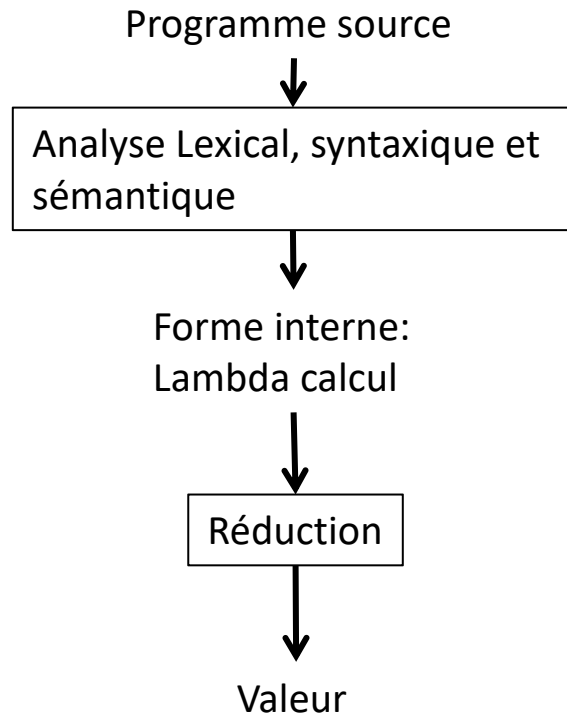 Programme source
Analyse Lexical, syntaxique et
sémantique
Forme interne:
Lambda calcul
Réduction
Valeur